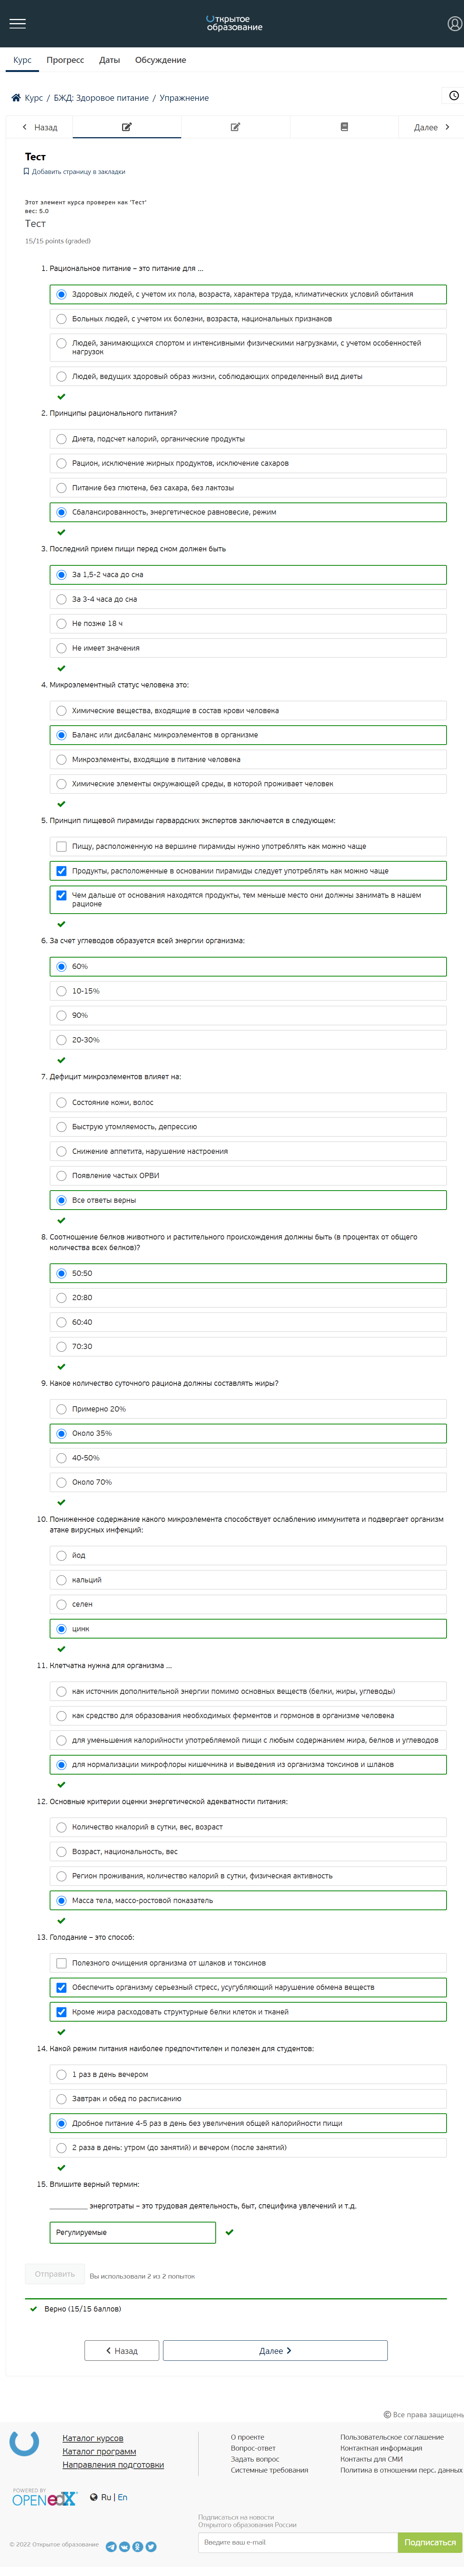 Открытое
образование
Курс
Прогресс
Даты
Обсуждение
Курс / БЖД: Здоровое питание / Упражнение
Назад
Далее
Тест
Добавить страницу в закладки
Этот элемент курса проверен как 'Тест'
вес: 5.0
Тест
15/15 points (graded)
1. Рациональное питание – это питание для ...
Здоровых людей, с учетом их пола, возраста, характера труда, климатических условий обитания
Больных людей, с учетом их болезни, возраста, национальных признаков
Людей, занимающихся спортом и интенсивными физическими нагрузками, с учетом особенностей
нагрузок
Людей, ведущих здоровый образ жизни, соблюдающих определенный вид диеты
2. Принципы рационального питания?
Диета, подсчет калорий, органические продукты
Рацион, исключение жирных продуктов, исключение сахаров
Питание без глютена, без сахара, без лактозы
Сбалансированность, энергетическое равновесие, режим
3. Последний прием пищи перед сном должен быть
За 1,5-2 часа до сна
За 3-4 часа до сна
Не позже 18 ч
Не имеет значения
4. Микроэлементный статус человека это:
Химические вещества, входящие в состав крови человека
Баланс или дисбаланс микроэлементов в организме
Микроэлементы, входящие в питание человека
Химические элементы окружающей среды, в которой проживает человек
5. Принцип пищевой пирамиды гарвардских экспертов заключается в следующем:
Пищу, расположенную на вершине пирамиды нужно употреблять как можно чаще
Продукты, расположенные в основании пирамиды следует употреблять как можно чаще
Чем дальше от основания находятся продукты, тем меньше место они должны занимать в нашем
рационе
6. За счет углеводов образуется всей энергии организма:
60%
10-15%
90%
20-30%
7. Дефицит микроэлементов влияет на:
Состояние кожи, волос
Быструю утомляемость, депрессию
Снижение аппетита, нарушение настроения
Появление частых ОРВИ
Все ответы верны
8. Соотношение белков животного и растительного происхождения должны быть (в процентах от общего
количества всех белков)?
50:50
20:80
60:40
70:30
9. Какое количество суточного рациона должны составлять жиры?
Примерно 20%
Около 35%
40-50%
Около 70%
10. Пониженное содержание какого микроэлемента способствует ослаблению иммунитета и подвергает организм
атаке вирусных инфекций:
йод
кальций
селен
цинк
11. Клетчатка нужна для организма ...
как источник дополнительной энергии помимо основных веществ (белки, жиры, углеводы)
как средство для образования необходимых ферментов и гормонов в организме человека
для уменьшения калорийности употребляемой пищи с любым содержанием жира, белков и углеводов
для нормализации микрофлоры кишечника и выведения из организма токсинов и шлаков
12. Основные критерии оценки энергетической адекватности питания:
Количество ккалорий в сутки, вес, возраст
Возраст, национальность, вес
Регион проживания, количество калорий в сутки, физическая активность
Масса тела, массо-ростовой показатель
13. Голодание – это способ:
Полезного очищения организма от шлаков и токсинов
Обеспечить организму серьезный стресс, усугубляющий нарушение обмена веществ
Кроме жира расходовать структурные белки клеток и тканей
14. Какой режим питания наиболее предпочтителен и полезен для студентов:
1 раз в день вечером
Завтрак и обед по расписанию
Дробное питание 4-5 раз в день без увеличения общей калорийности пищи
2 раза в день: утром (до занятий) и вечером (после занятий)
15. Впишите верный термин:
__________ энерготраты – это трудовая деятельность, быт, специфика увлечений и т.д.
Регулируемые
Отправить
Вы использовали 2 из 2 попыток
Верно (15/15 баллов)
Назад
Далее
© Все права защищены
Каталог курсов
Каталог программ
Направления подготовки
О проекте
Вопрос-ответ
Задать вопрос
Системные требования
Пользовательское соглашение
Контактная информация
Контакты для СМИ
Политика в отношении перс. данных
POWERED BY
OPEN edX
Ru | En
Подписаться на новости
Открытого образования России
Введите ваш e-mail
Подписаться
© 2022 Открытое образование